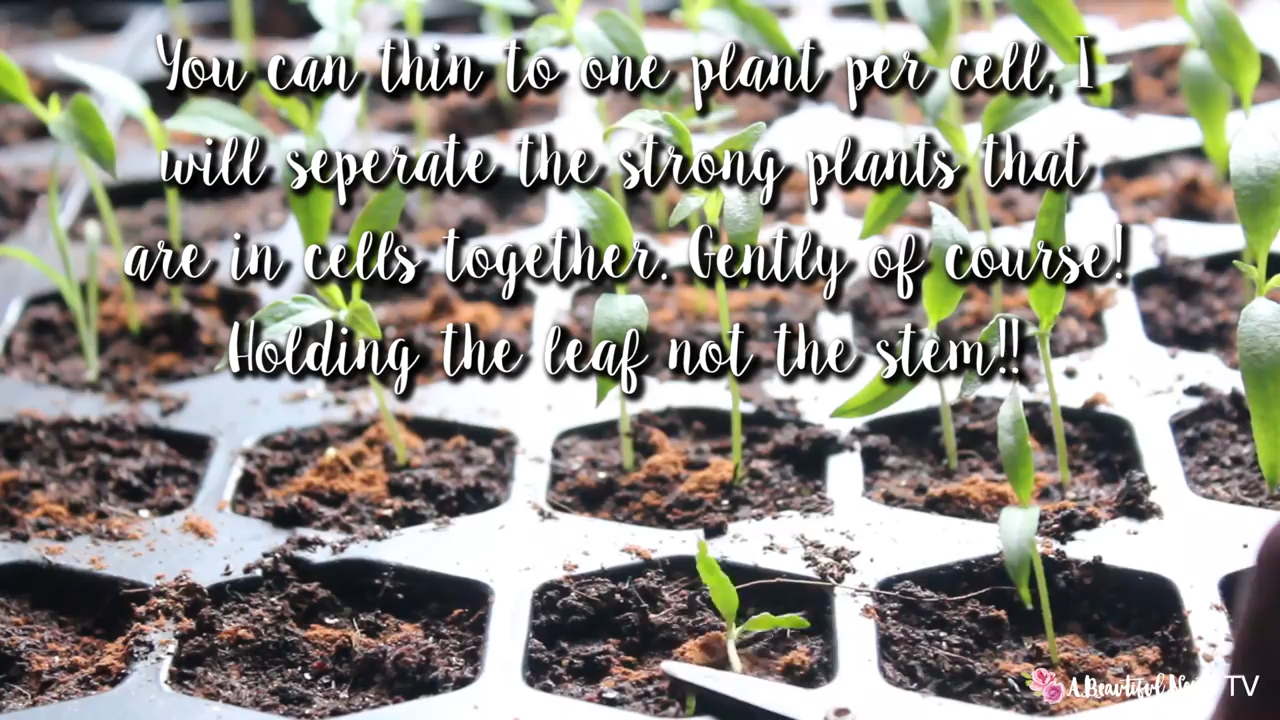 You can thin to one plant per cell, I
will seperate the strong plants that
are in cells together. Gently of course!
Holding the leaf not the stem!!
A Beautiful TV